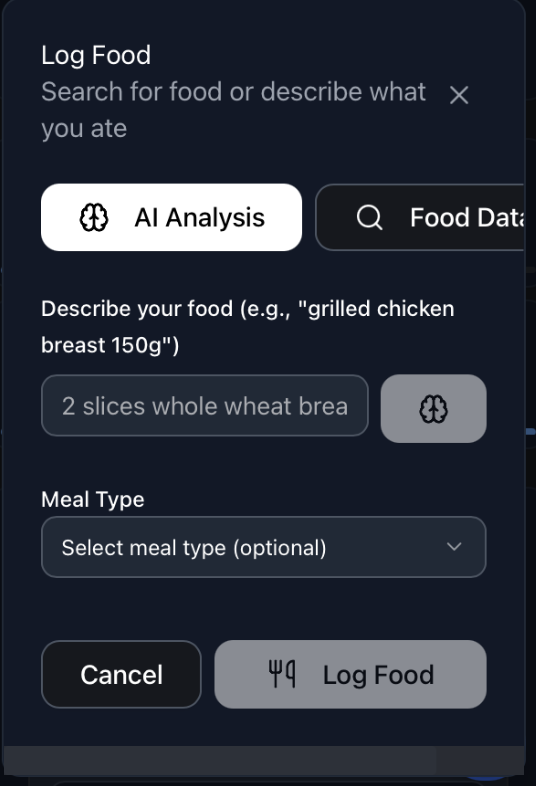 Log Food
Search for food or describe what
you ate
AI Analysis
Food Data
Describe your food (e.g., "grilled chicken
breast 150g")
2 slices whole wheat brea
Meal Type
Select meal type (optional)
Cancel
Log Food